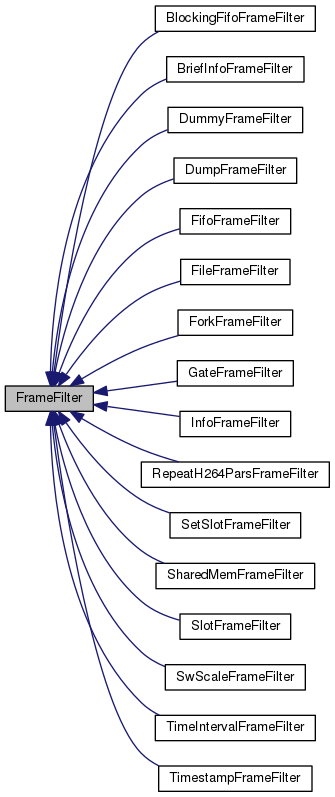 BlockingFifoFrameFilter
BriefInfoFrameFilter
DummyFrameFilter
DumpFrameFilter
FifoFrameFilter
FileFrameFilter
ForkFrameFilter
GateFrameFilter
FrameFilter
InfoFrameFilter
RepeatH264ParsFrameFilter
SetSlotFrameFilter
SharedMemFrameFilter
SlotFrameFilter
SwScaleFrameFilter
TimeIntervalFrameFilter
TimestampFrameFilter